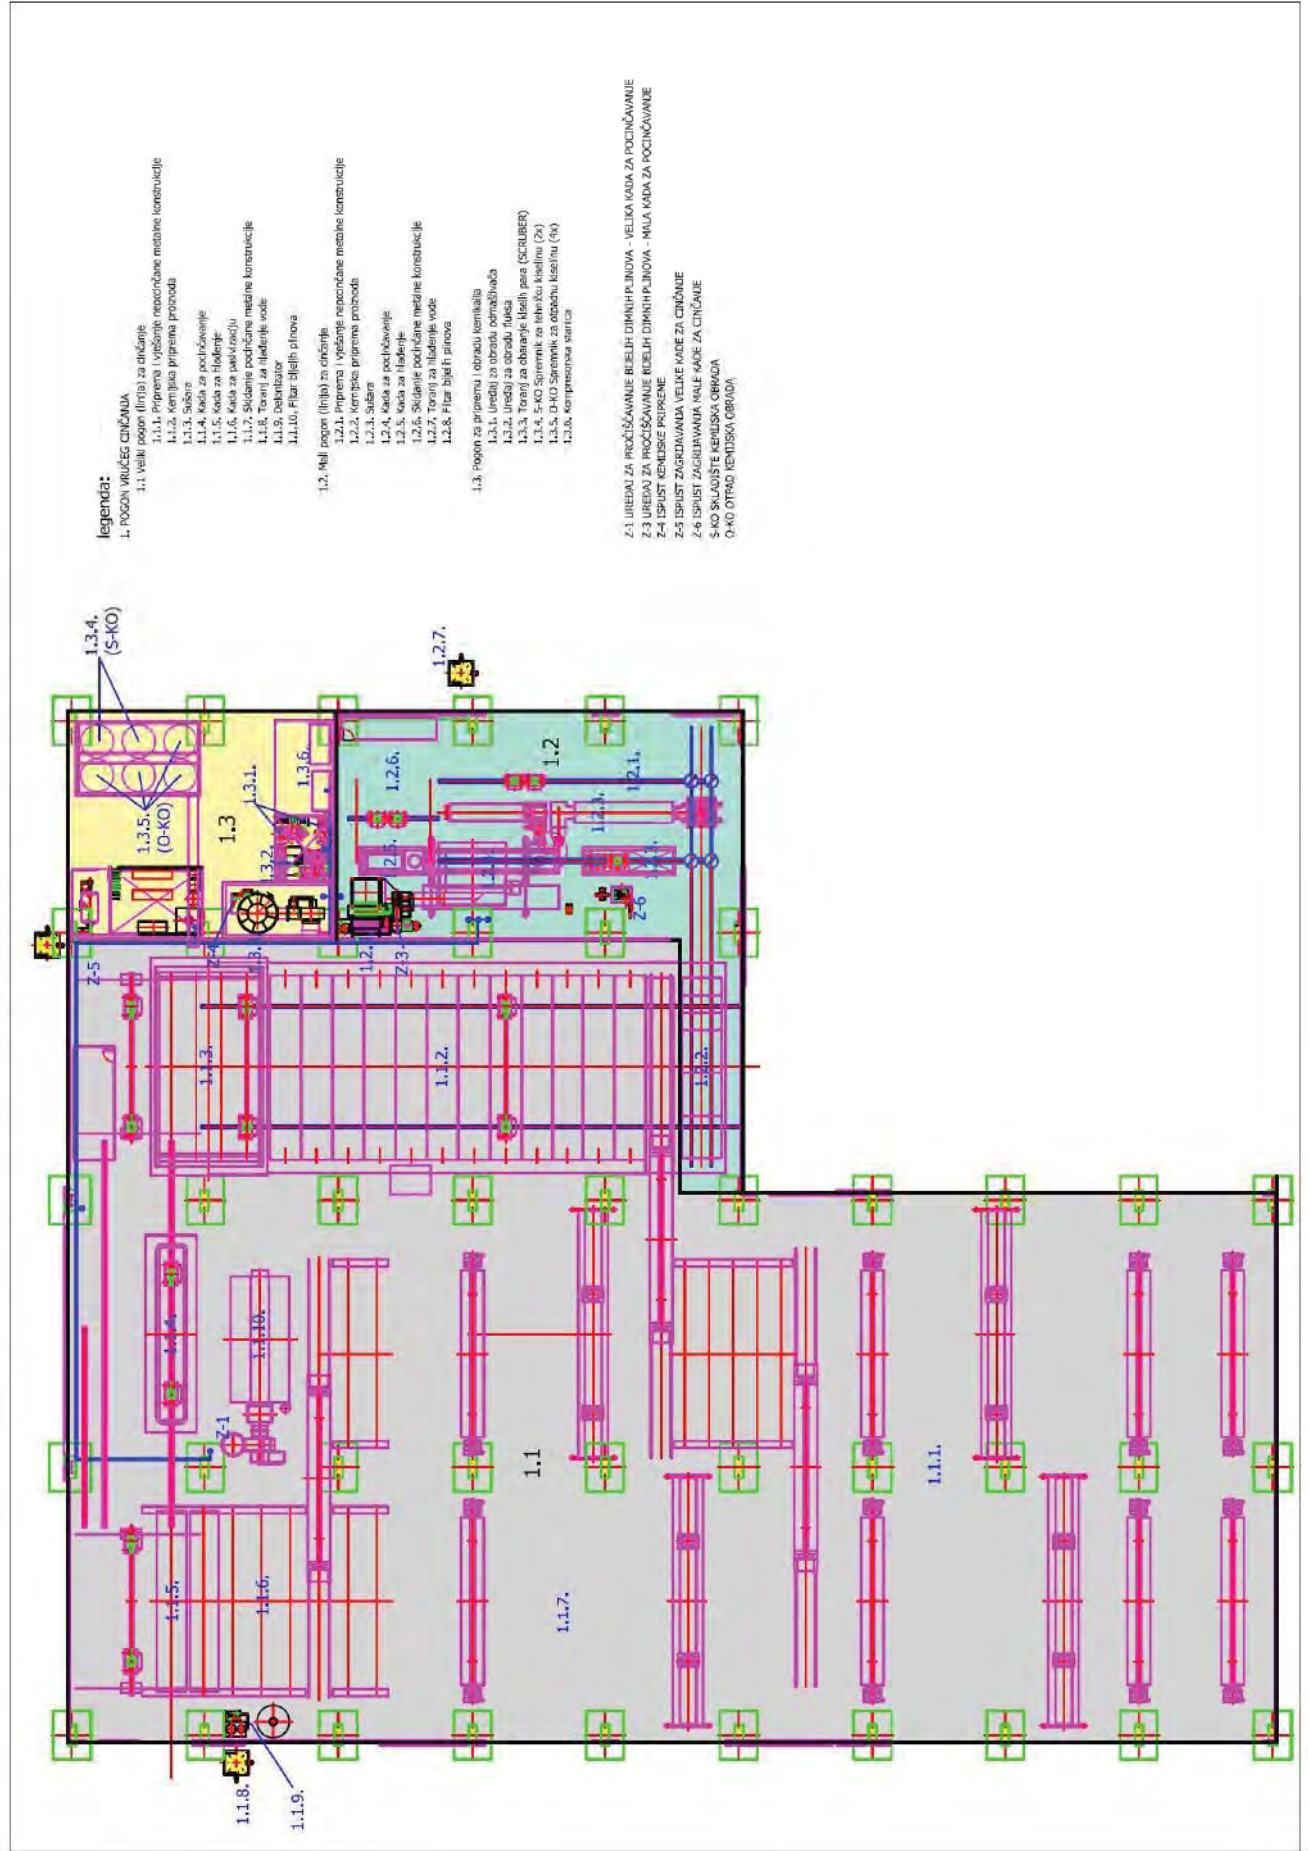 legenda:
1. POGON VRUĆEG CINČANJA
1.1 Veliki pogon (linija) za cinčanje
1.1.1. Priprema i vješanje nepocinčane metalne konstrukcije
1.1.2. Kemijska priprema proizvoda
1.1.3. Sušara
1.1.4. Kada za pocinčavanje
1.1.5. Kada za hlađenje
1.1.6. Kada za pasivizaciju
1.1.7. Skidanje pocinčane metalne konstrukcije
1.1.8. Toranj za hlađenje vode
1.1.9. Deionizator
1.1.10. Filtar bijelih plinova
1.2. Mali pogon (linija) za cinčanje
1.2.1. Priprema i vješanje nepocinčane metalne konstrukcije
1.2.2. Kemijska priprema proizvoda
1.2.3. Sušara
1.2.4. Kada za pocinčavanje
1.2.5. Kada za hlađenje
1.2.6. Skidanje pocinčane metalne konstrukcije
1.2.7. Toranj za hlađenje vode
1.2.8. Filtar bijelih plinova
1.3. Pogon za pripremu i obradu kemikalija
1.3.1. Uređaj za obradu odmašćivača
1.3.2. Uređaj za obradu fluksa
1.3.3. Toranj za obaranje kiselih para (SCRUBER)
1.3.4. S-KO Spremnik za tehničku kiselinu (2x)
1.3.5. O-KO Spremnik za otpadnu kiselinu (4x)
1.3.6. Kompresorska stanica
Z-1 UREĐAJ ZA PROČIŠĆAVANJE BIJELIH DIMNIH PLINOVA - VELIKA KADA ZA POCINČAVANJE
Z-3 UREĐAJ ZA PROČIŠĆAVANJE BIJELIH DIMNIH PLINOVA - MALA KADA ZA POCINČAVANJE
Z-4 ISPUST KEMIJSKE PRIPREME
Z-5 ISPUST ZAGRIJAVANJA VELIKE KADE ZA CINČANJE
Z-6 ISPUST ZAGRIJAVANJA MALE KADE ZA CINČANJE
S-KO SKLADIŠTE KEMIJSKA OBRADA
O-KO OTPAD KEMIJSKA OBRADA
1.3.4.
(S-KO)
1.3.5.
(O-KO)
1.3
1.3.1.
1.3.2.
1.3.6.
1.2.7.
1.2
1.2.6.
1.2.1.
1.2.3.
Z-6
Z-3
Z-4
Z-5
1.1.3.
1.1.2.
1.2.2.
1.1.4.
1.1.10.
Z-1
1.1
1.1.1.
1.1.5.
1.1.6.
1.1.7.
1.1.8.
1.1.9.